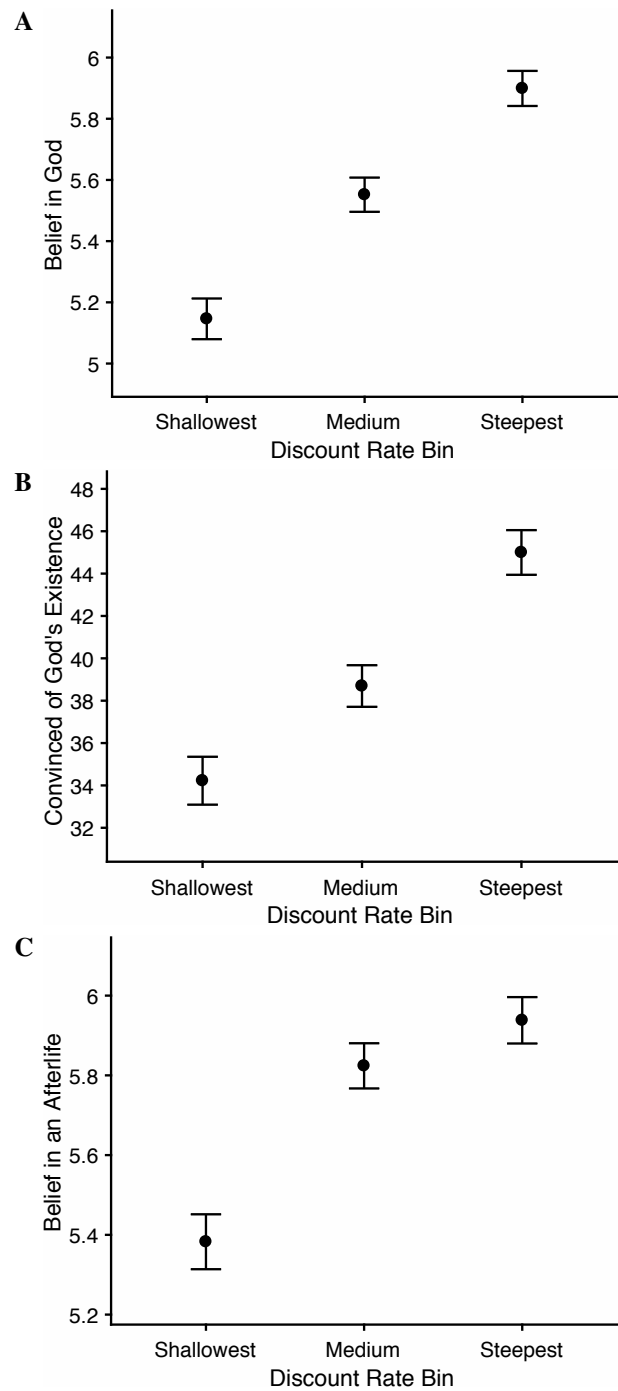 A
Belief in God
6
5.8
5.6
5.4
5.2
5
Shallowest Medium Steepest
Discount Rate Bin
B
Convinced of God's Existence
48
46
44
42
40
38
36
34
32
Shallowest Medium Steepest
Discount Rate Bin
C
Belief in an Afterlife
6
5.8
5.6
5.4
5.2
Shallowest Medium Steepest
Discount Rate Bin